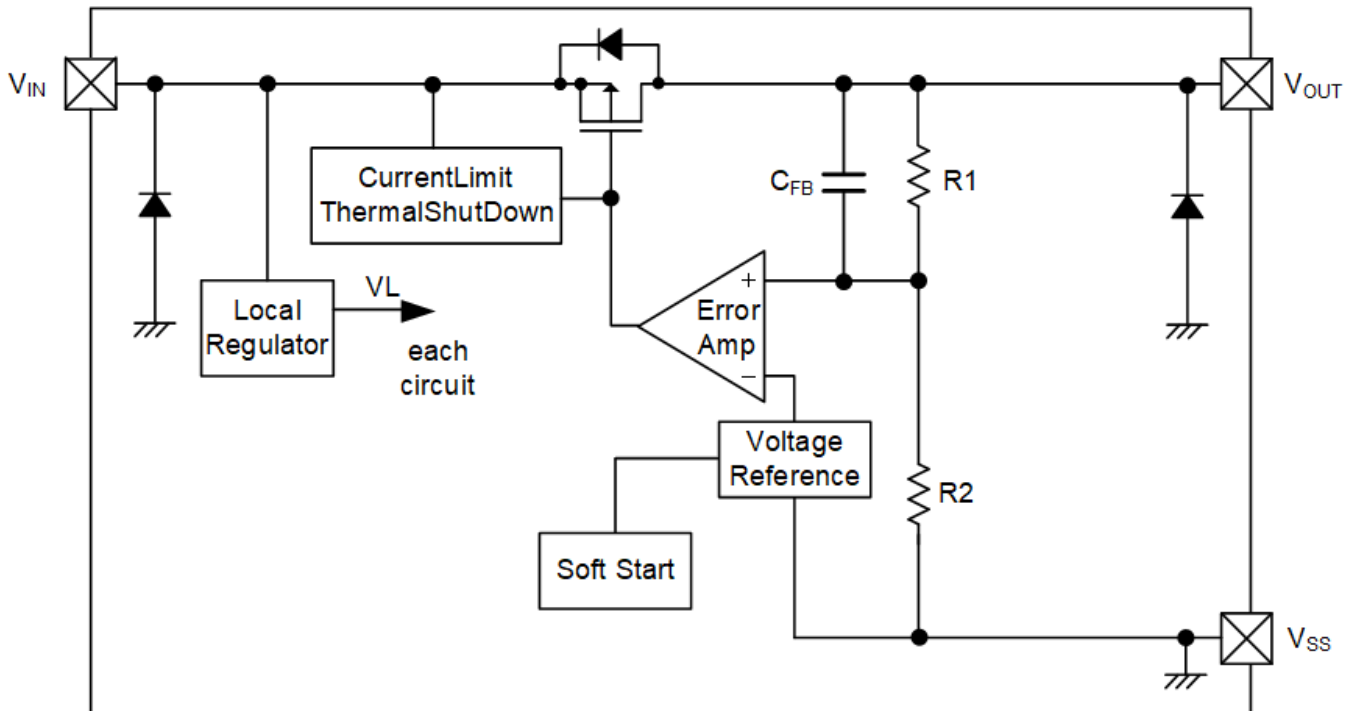 VIN
VOUT
CurrentLimit
ThermalShutDown
CFB
R1
VL
Local
Regulator
each
circuit
+
Error
Amp
−
Voltage
Reference
R2
Soft Start
VSS